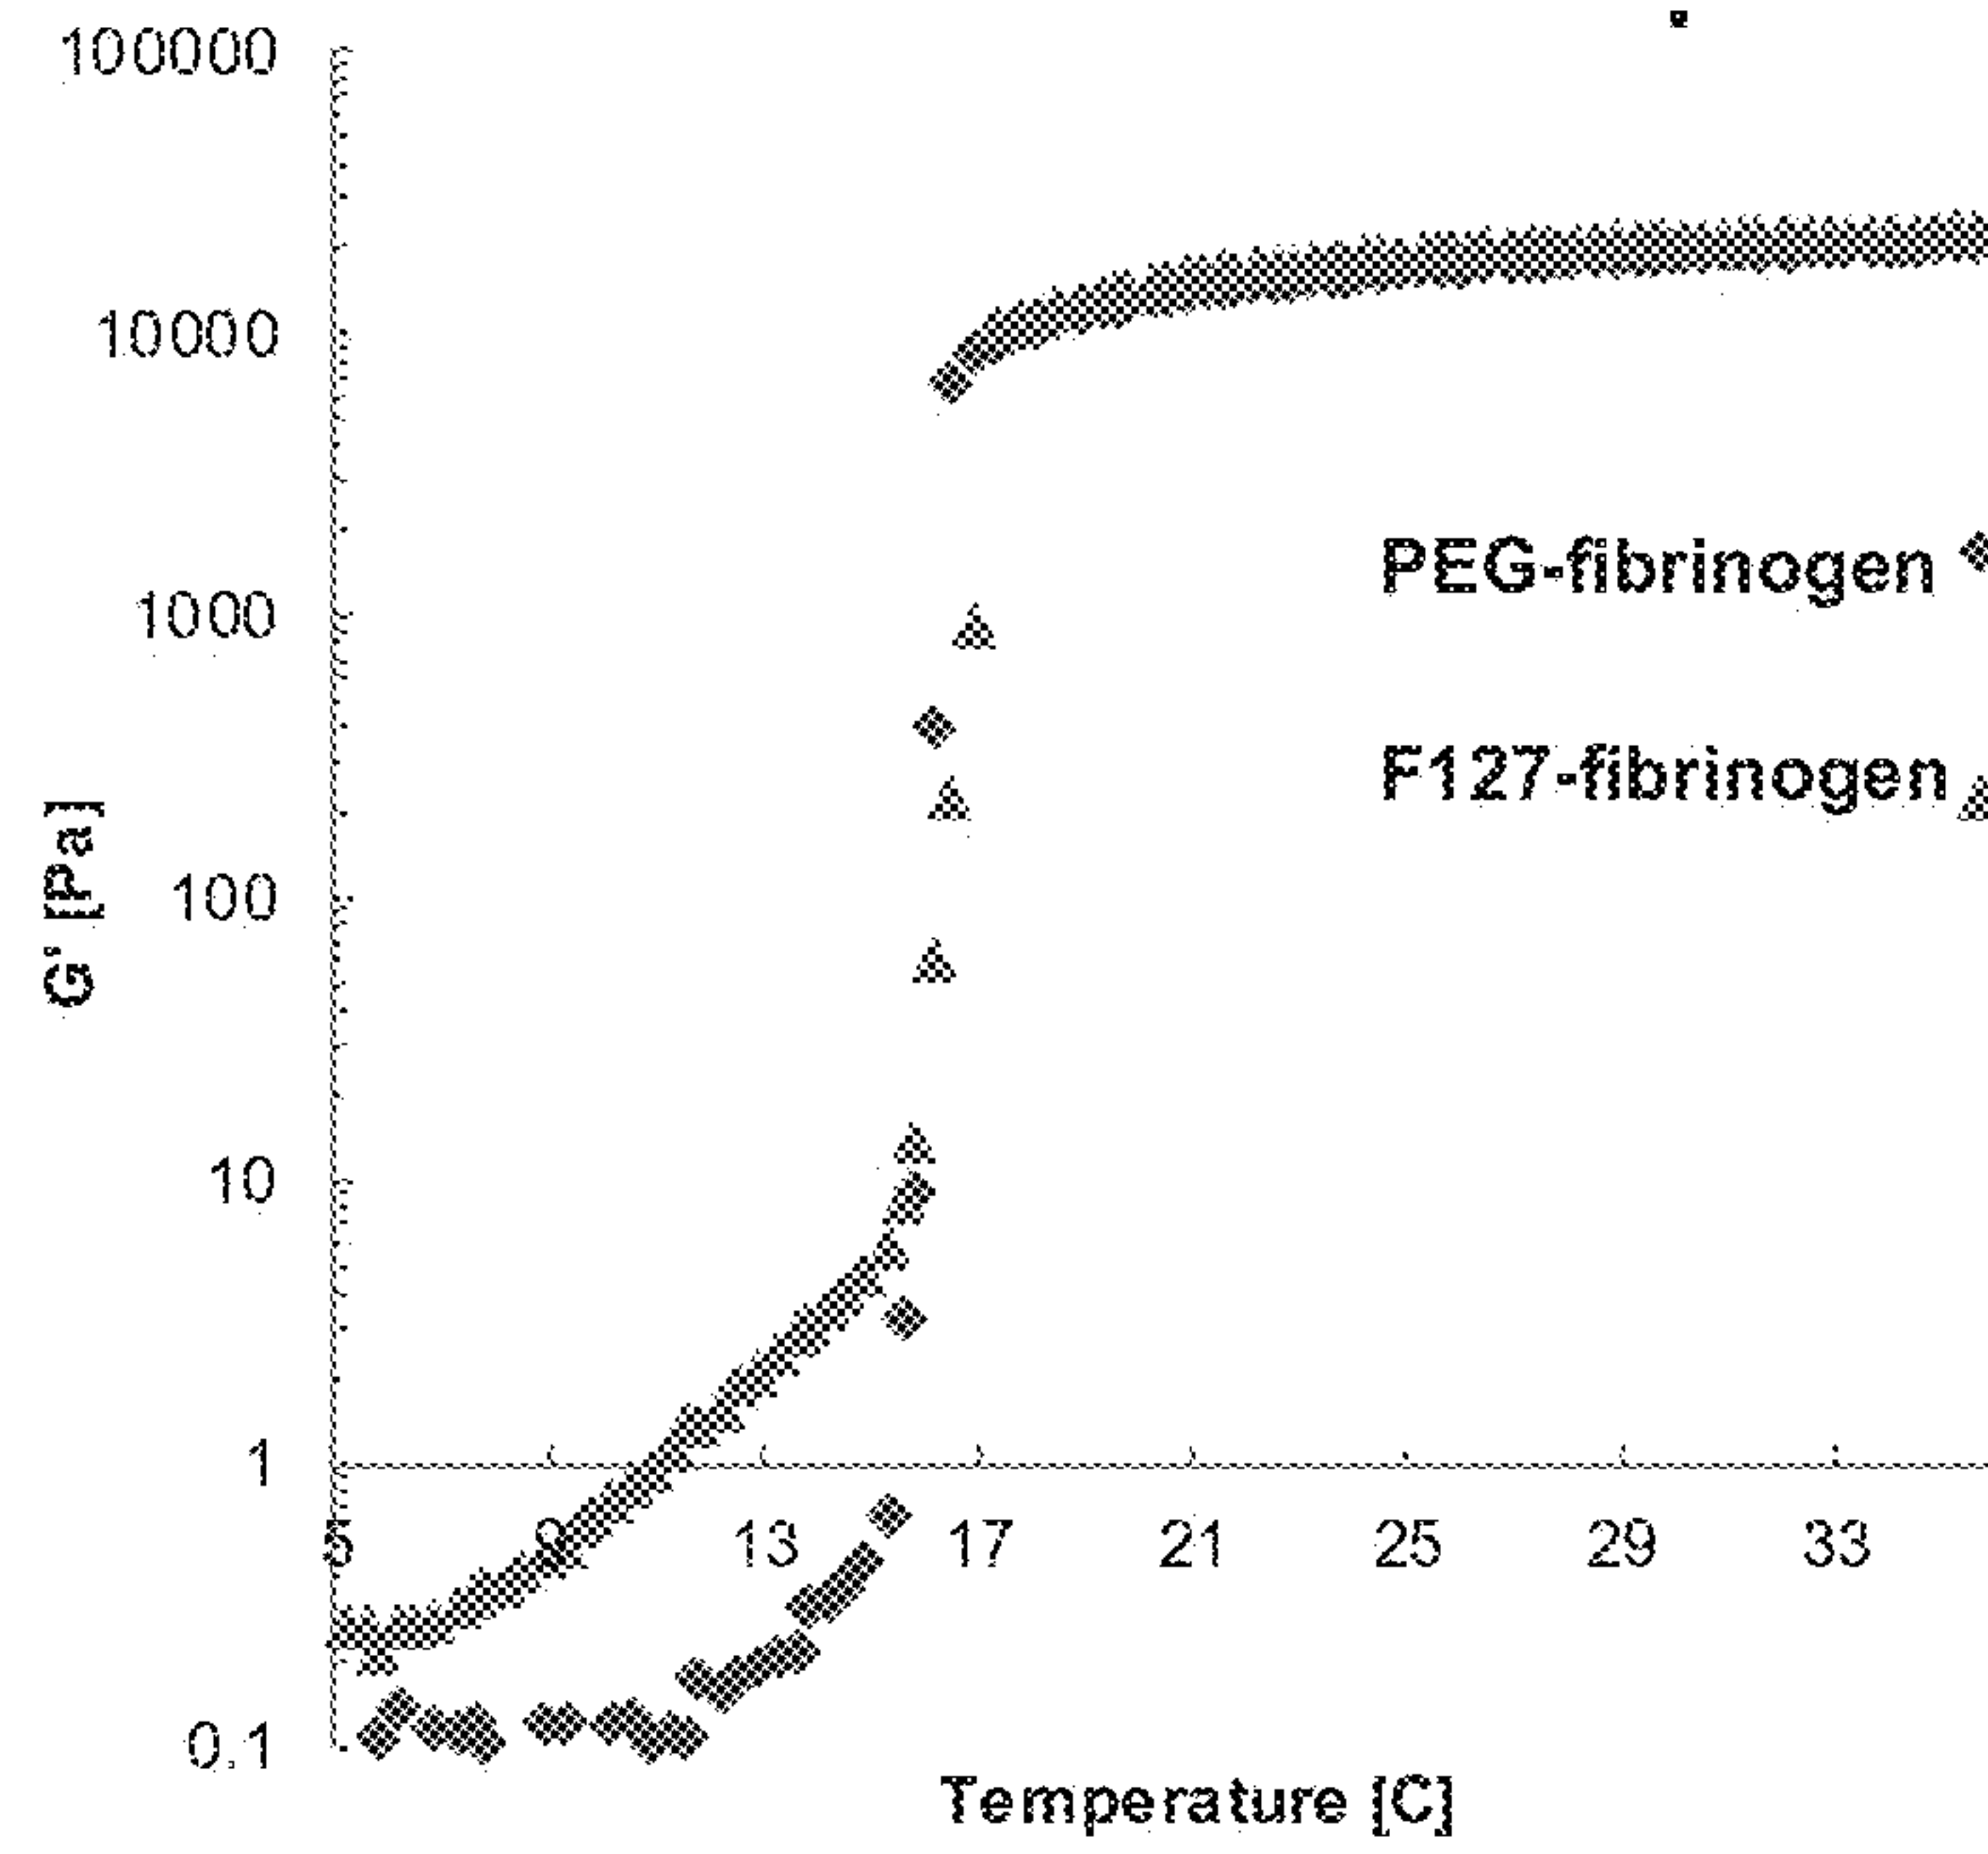 100000
10000
1000
100
10
1
0,1
G' [Pa]
PEG-fibrinogen
F127-fibrinogen
5 9 13 17 21 25 29 33
Temperature [C]